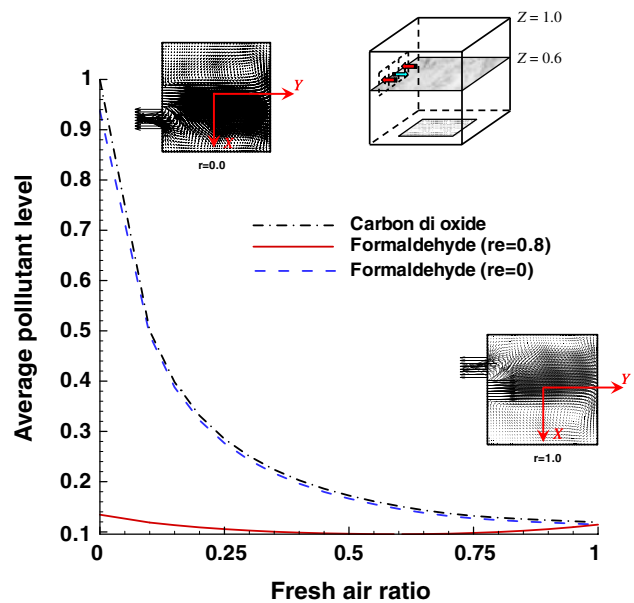 Z = 1.0
Z = 0.6
Y
X
r=0.0
1
0.9
0.8
0.7
0.6
0.5
0.4
0.3
0.2
0.1
Average polllutant level
Carbon di oxide
Formaldehyde (re=0.8)
Formaldehyde (re=0)
Y
X
r=1.0
0
0.25
0.5
0.75
1
Fresh air ratio